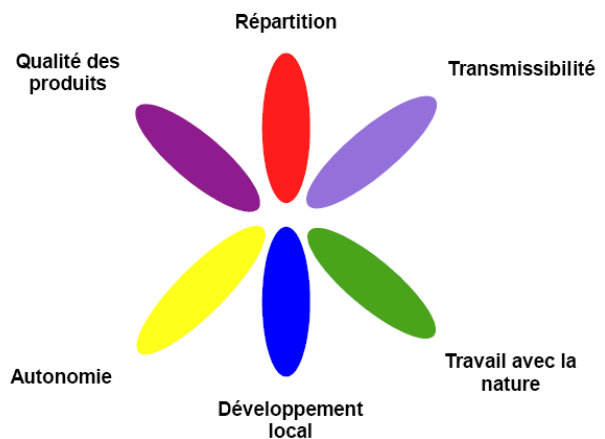 Répartition
Qualité des
produits
Transmissibilité
Autonomie
Travail avec la
nature
Développement
local